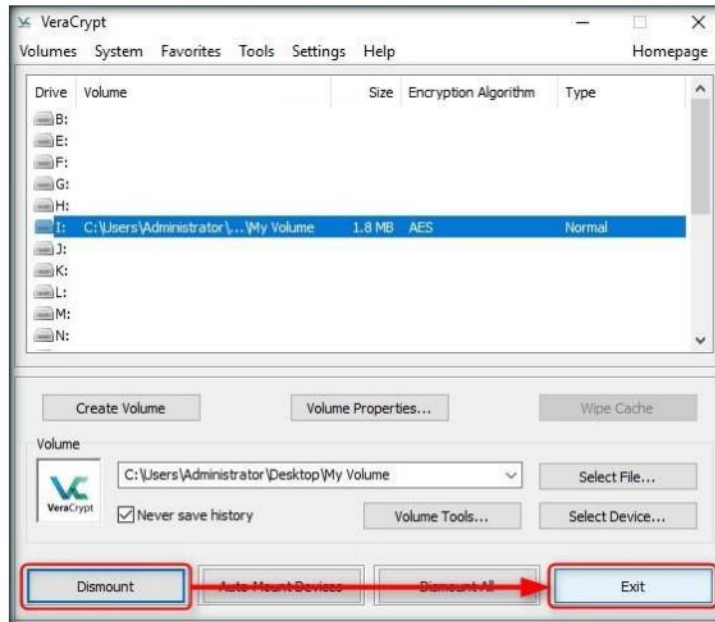 VeraCrypt
Volumes System Favorites Tools Settings Help Homepage
Drive Volume Size Encryption Algorithm Type
B:
E:
F:
G:
H:
I: C:\Users\Administrator\...\My Volume 1.8 MB AES Normal
J:
K:
L:
M:
N:
Create Volume Volume Properties... Wipe Cache
Volume
C:\Users\Administrator\Desktop\My Volume Select File...
VeraCrypt Never save history Volume Tools... Select Device...
Dismount Auto-Mount Devices Dismount All Exit